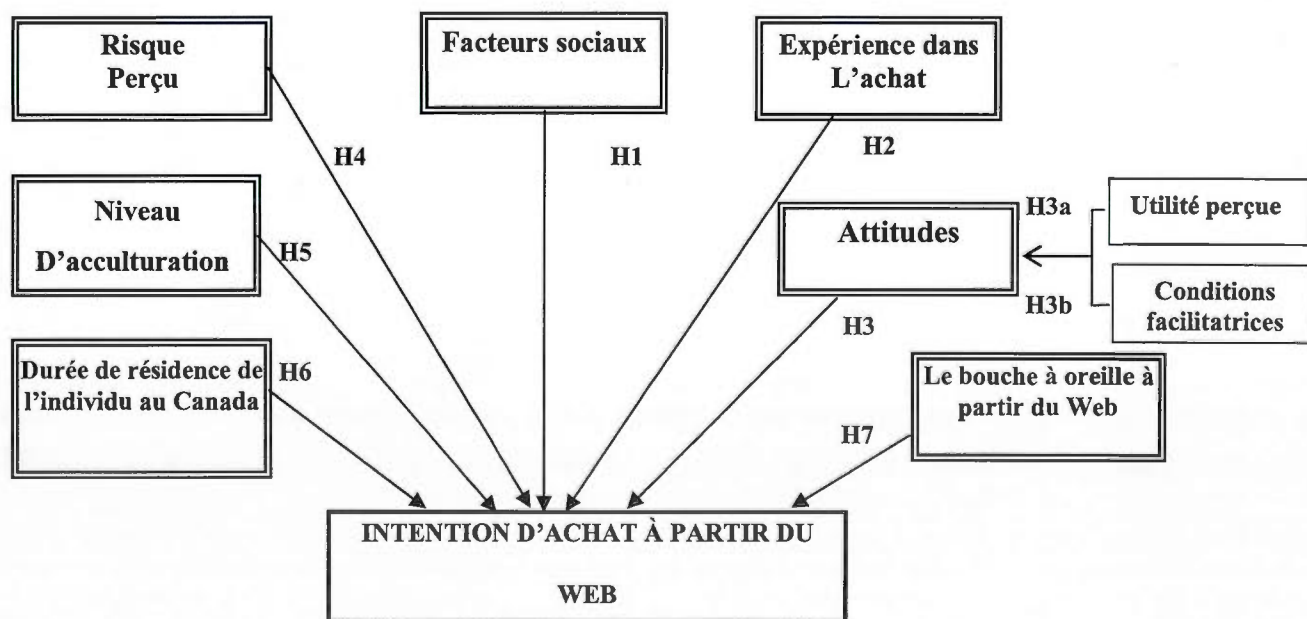 Risque
Perçu
Facteurs sociaux
Expérience dans
L'achat
H4
H1
H2
Niveau
D'acculturation
H5
Attitudes
H3a
Utilité perçue
H3b
Conditions
facilitatrices
H3
Durée de résidence de
l'individu au Canada
H6
Le bouche à oreille à
partir du Web
H7
INTENTION D'ACHAT À PARTIR DU
WEB